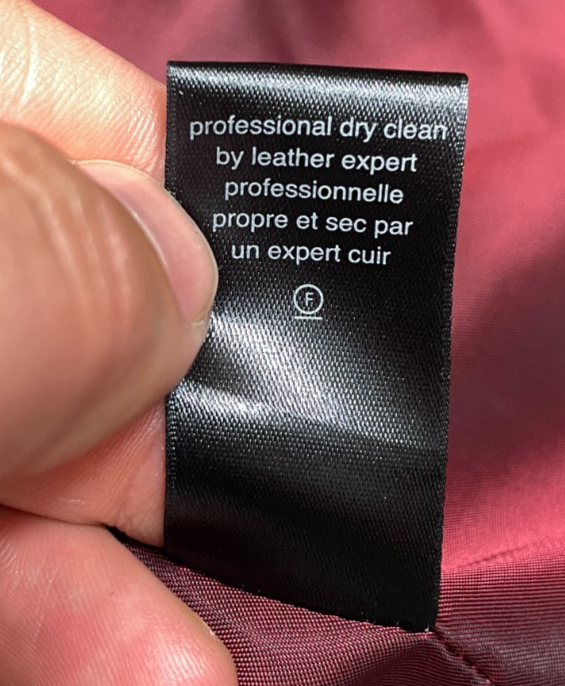 professional dry clean
by leather expert
professionnelle
propre et sec par
un expert cuir
F